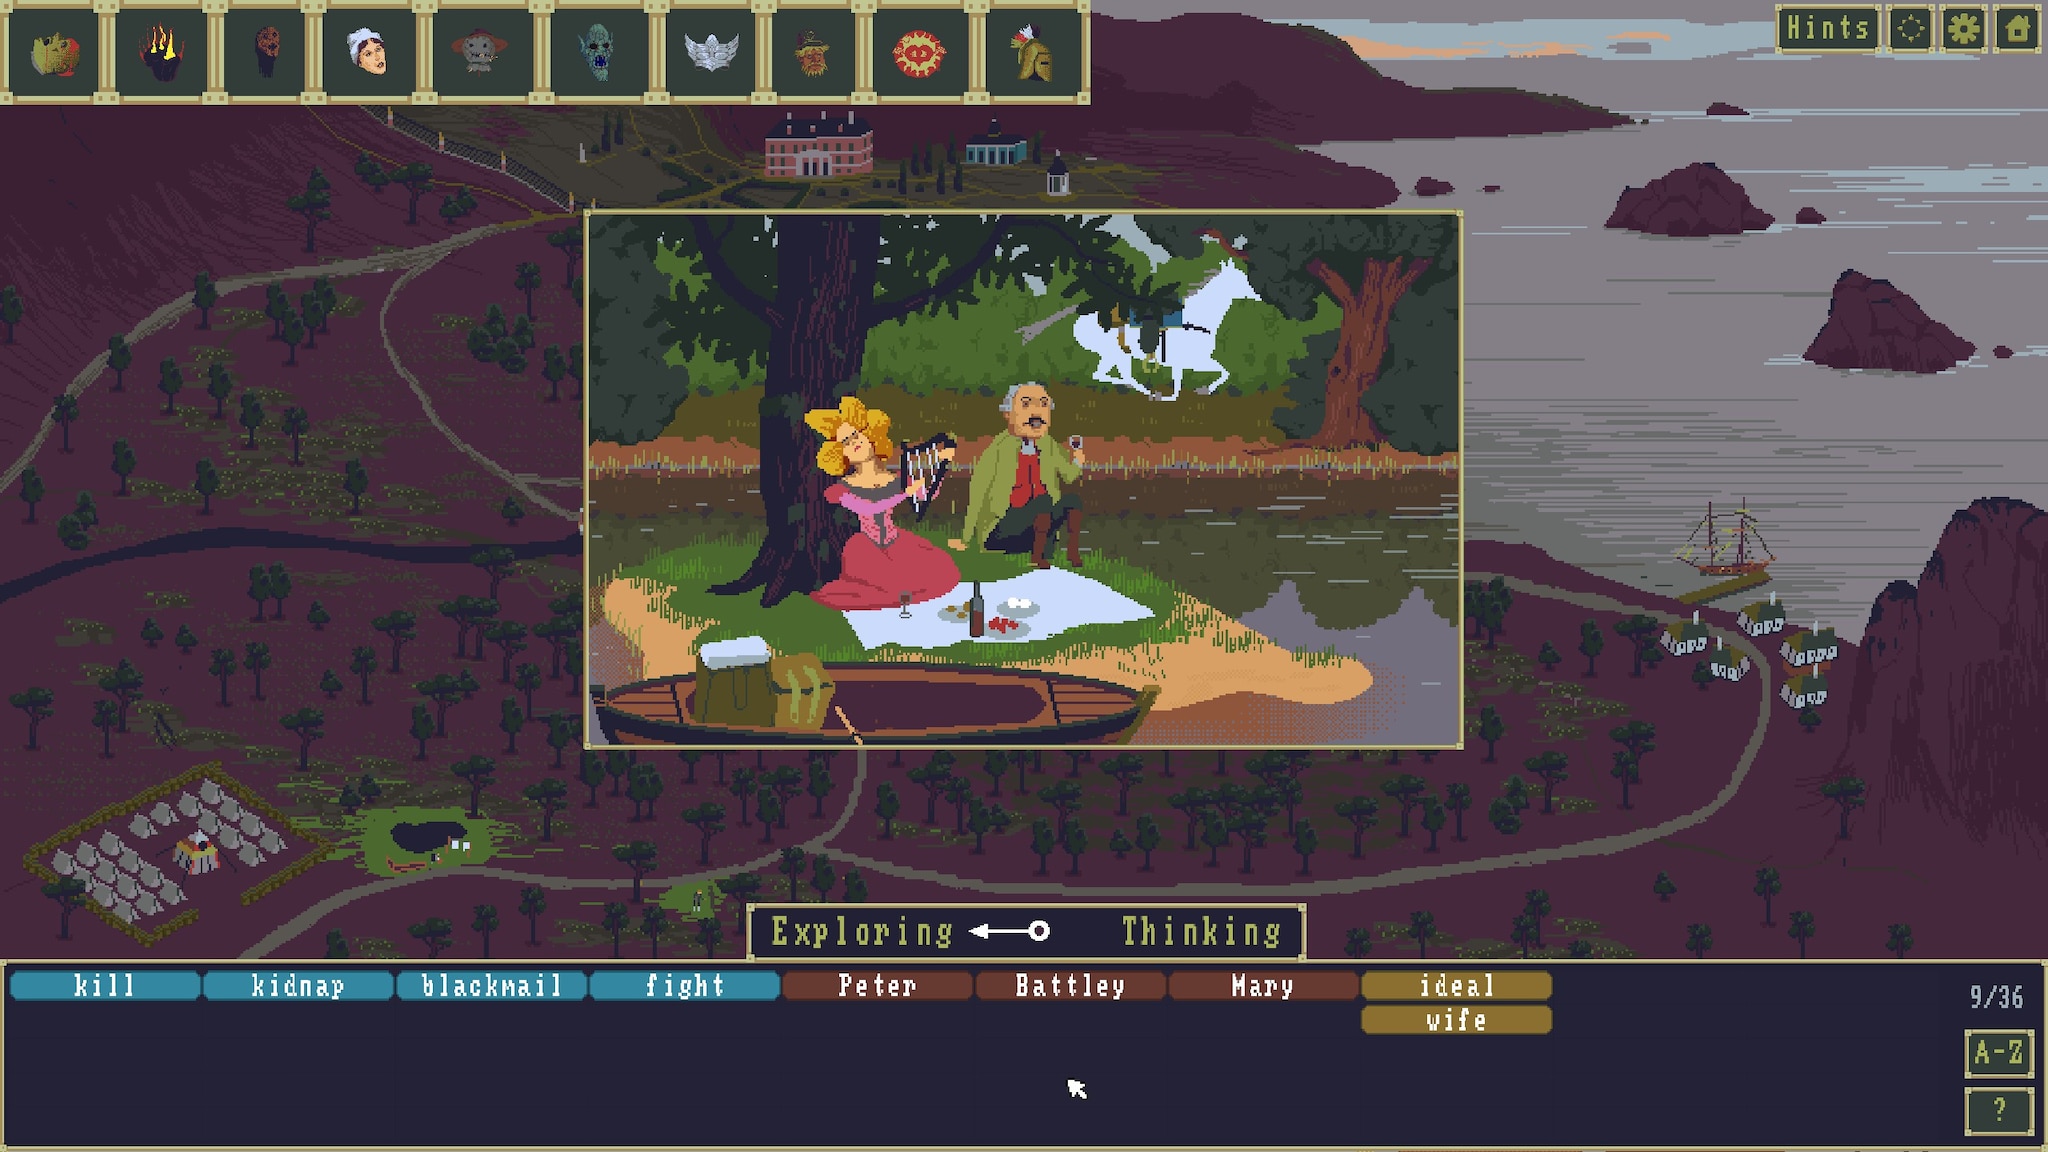 Hints
Exploring Thinking
kill kidnap blackmail fight Peter Battley Mary ideal
wife
9/36
A-Z
?